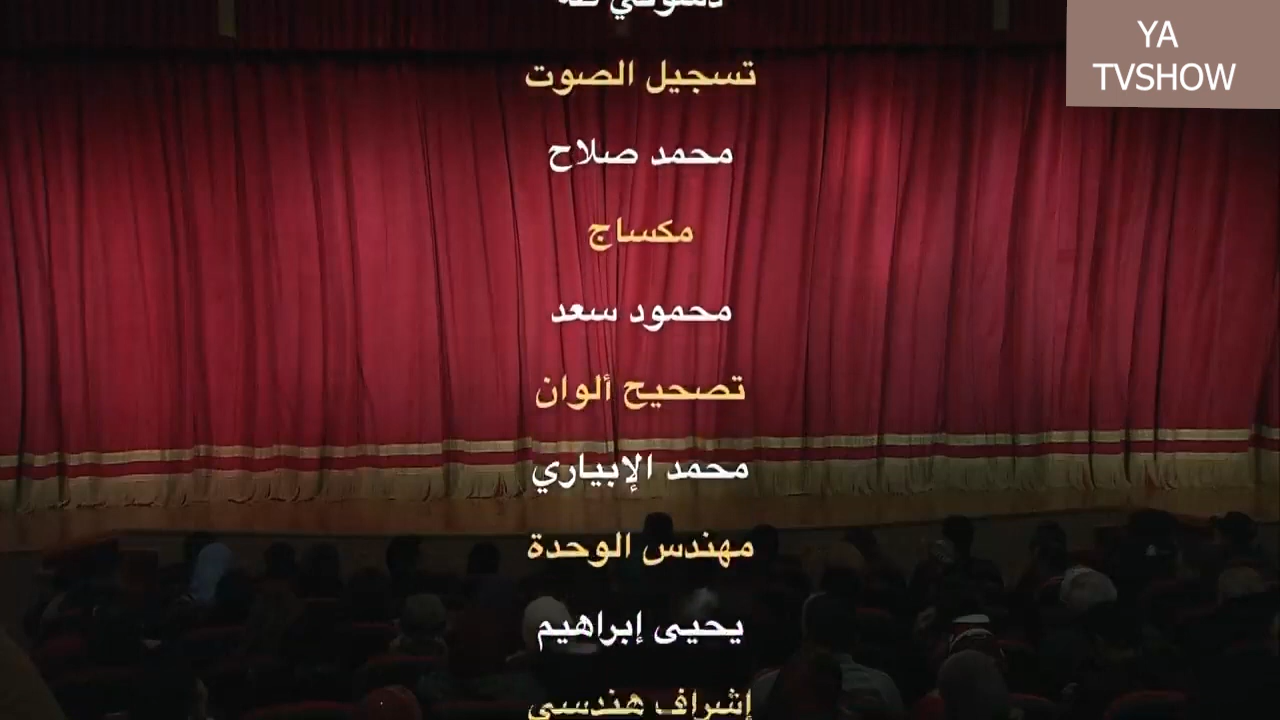 YA
TVSHOW
تسجيل الصوت
محمد صلاح
مكساج
محمود سعد
تصحيح ألوان
محمد الإبياري
مهندس الوحدة
يحيى إبراهيم
إشراف هندسي